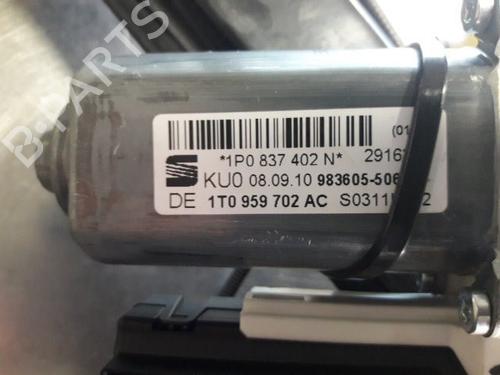 B-PARTS
(01
*1P0 837 402 N* 2916
KU0 08.09.10 983605-506
DE 1T0 959 702 AC S0311